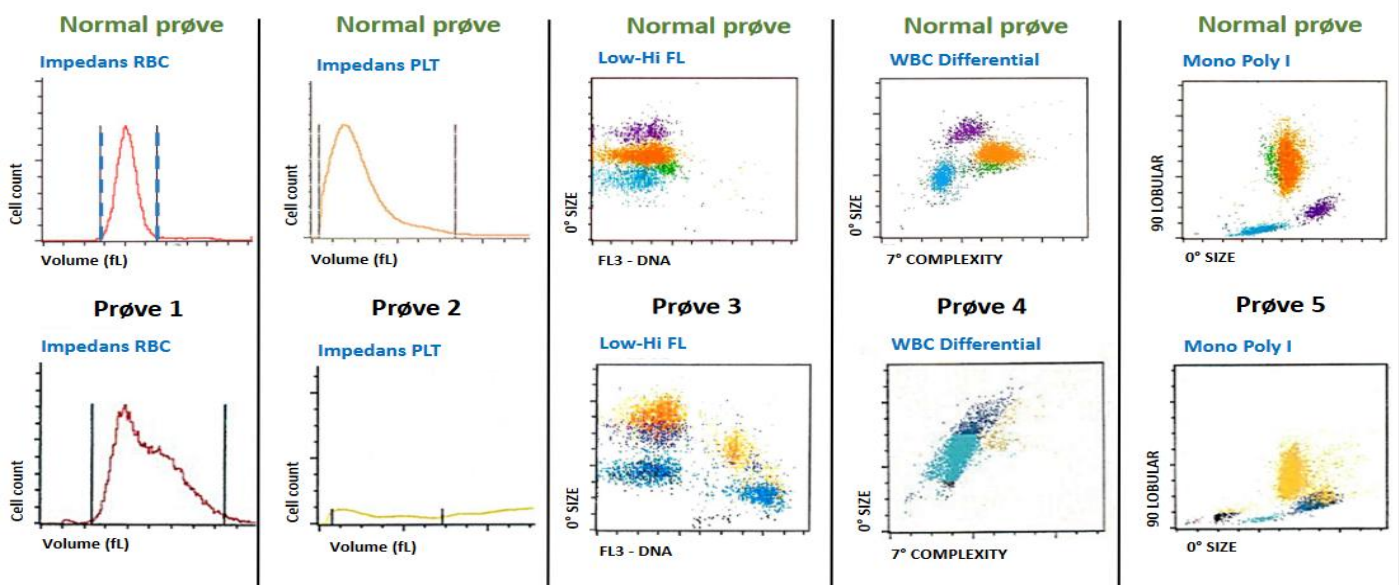 Normal prøve
Impedans RBC
Cell count
Volume (fL)
Normal prøve
Impedans PLT
Cell count
Volume (fL)
Normal prøve
Low-Hi FL
0° SIZE
FL3 - DNA
Normal prøve
WBC Differential
0° SIZE
7° COMPLEXITY
Normal prøve
Mono Poly I
90 LOBULAR
0° SIZE
Prøve 1
Impedans RBC
Cell count
Volume (fL)
Prøve 2
Impedans PLT
Cell count
Volume (fL)
Prøve 3
Low-Hi FL
0° SIZE
FL3 - DNA
Prøve 4
WBC Differential
0° SIZE
7° COMPLEXITY
Prøve 5
Mono Poly I
90 LOBULAR
0° SIZE